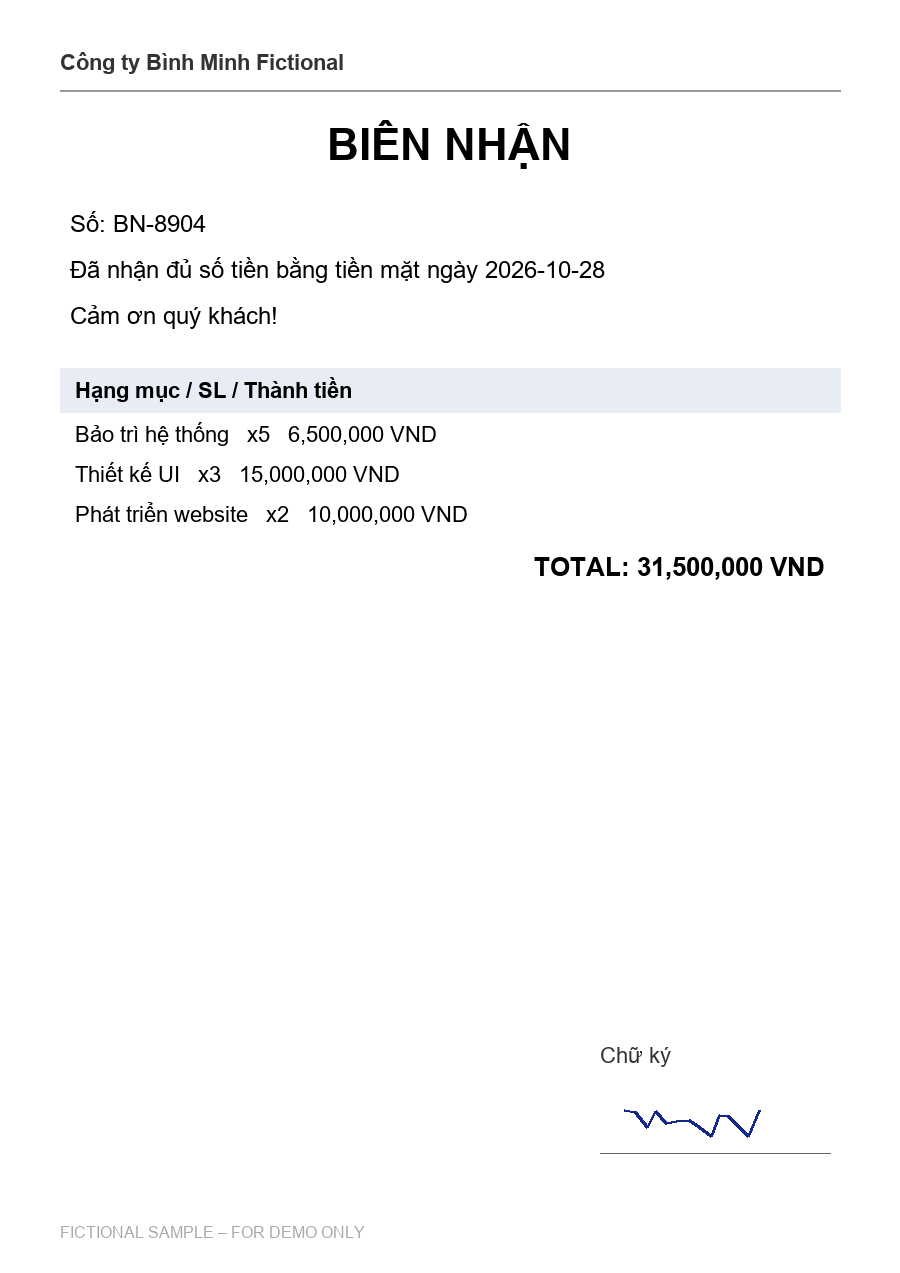 Công ty Bình Minh Fictional
BIÊN NHẬN
Số: BN-8904
Đã nhận đủ số tiền bằng tiền mặt ngày 2026-10-28
Cảm ơn quý khách!
Hạng mục / SL / Thành tiền
Bảo trì hệ thống x5 6,500,000 VND
Thiết kế UI x3 15,000,000 VND
Phát triển website x2 10,000,000 VND
TOTAL: 31,500,000 VND
Chữ ký
FICTIONAL SAMPLE – FOR DEMO ONLY